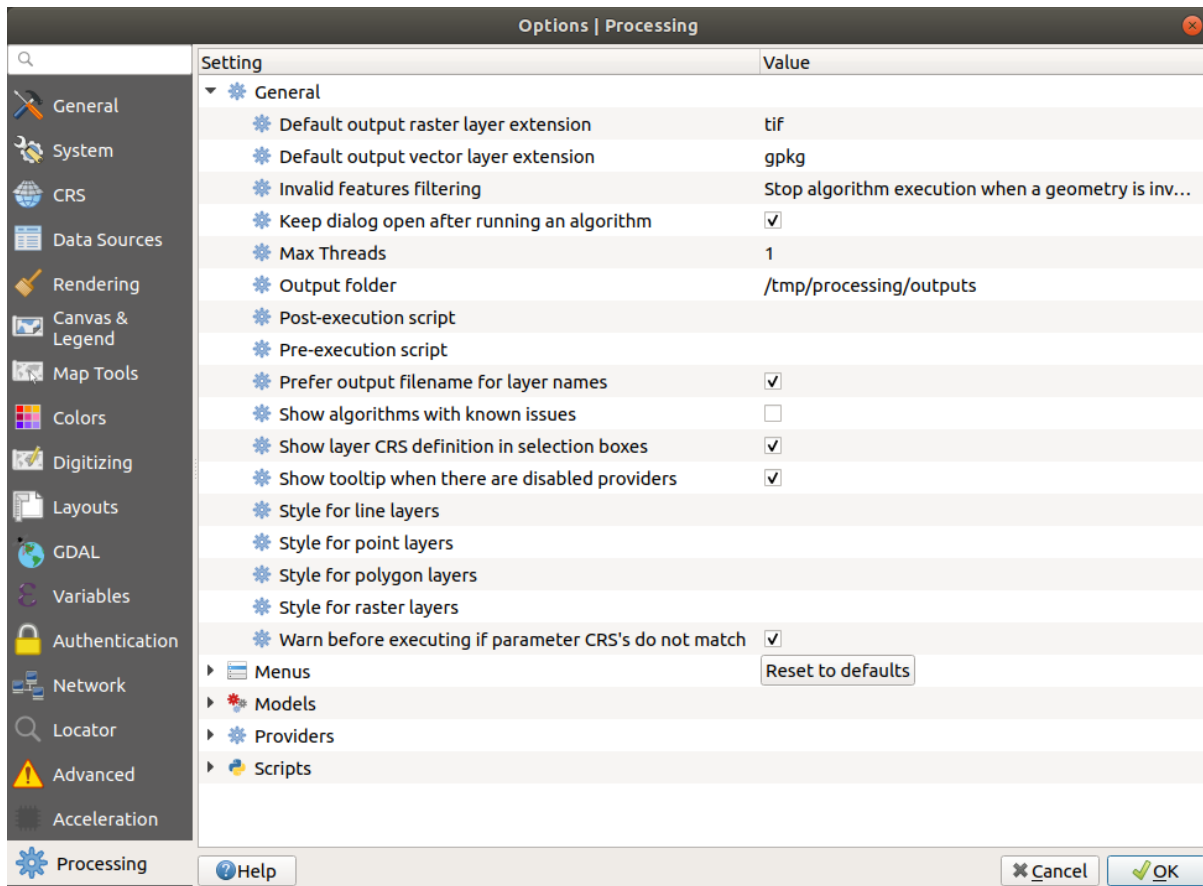 Options | Processing
General
System
CRS
Data Sources
Rendering
Canvas &
Legend
Map Tools
Colors
Digitizing
Layouts
GDAL
Variables
Authentication
Network
Locator
Advanced
Acceleration
Processing
Setting Value
General
Default output raster layer extension tif
Default output vector layer extension gpkg
Invalid features filtering Stop algorithm execution when a geometry is inv...
Keep dialog open after running an algorithm
Max Threads 1
Output folder /tmp/processing/outputs
Post-execution script
Pre-execution script
Prefer output filename for layer names
Show algorithms with known issues
Show layer CRS definition in selection boxes
Show tooltip when there are disabled providers
Style for line layers
Style for point layers
Style for polygon layers
Style for raster layers
Warn before executing if parameter CRS's do not match
Menus Reset to defaults
Models
Providers
Scripts
Help Cancel OK